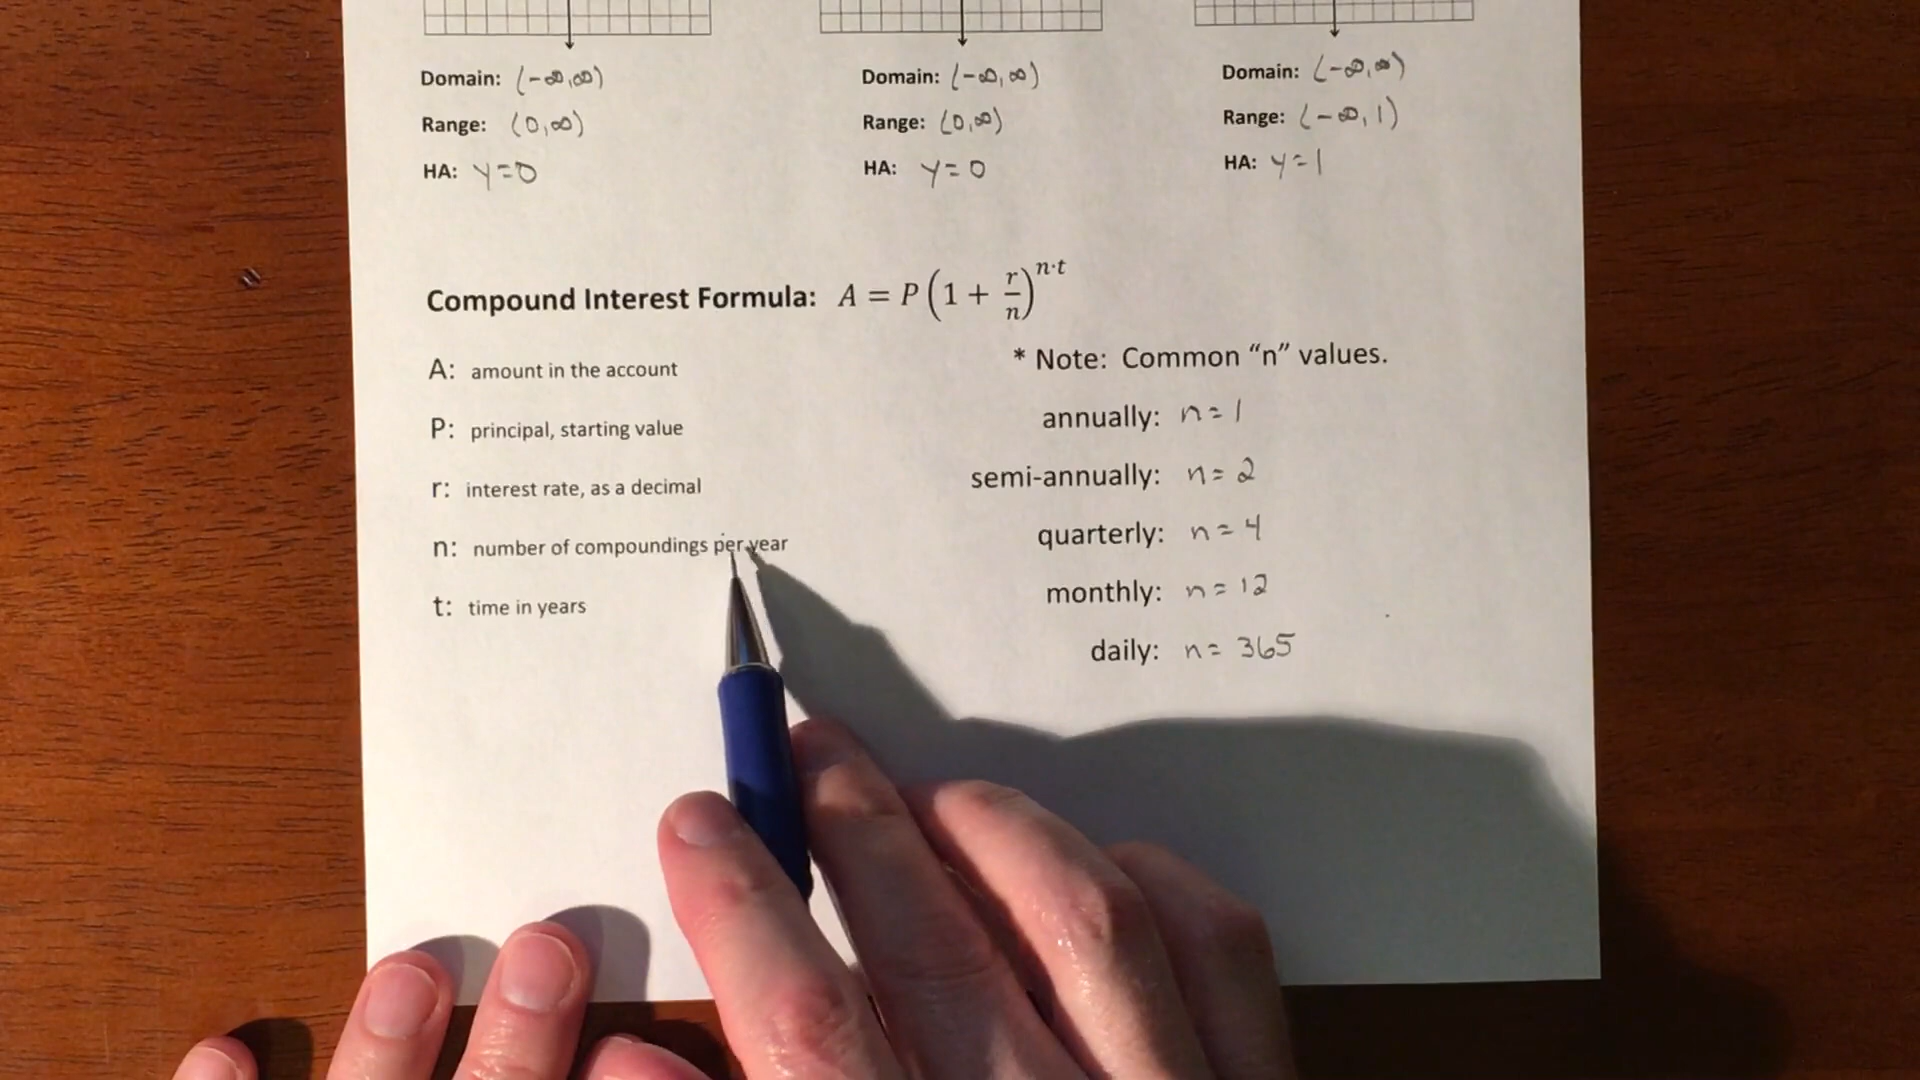 Domain: (-∞,∞)
Range: (0,∞)
HA: y=0
Domain: (-∞,∞)
Range: (0,∞)
HA: y=0
Domain: (-∞,∞)
Range: (-∞,1)
HA: y=1
Compound Interest Formula: A = P(1 + r/n)^n·t
A: amount in the account
P: principal, starting value
r: interest rate, as a decimal
n: number of compoundings per year
t: time in years
* Note: Common “n” values.
annually: n=1
semi-annually: n=2
quarterly: n=4
monthly: n=12
daily: n=365